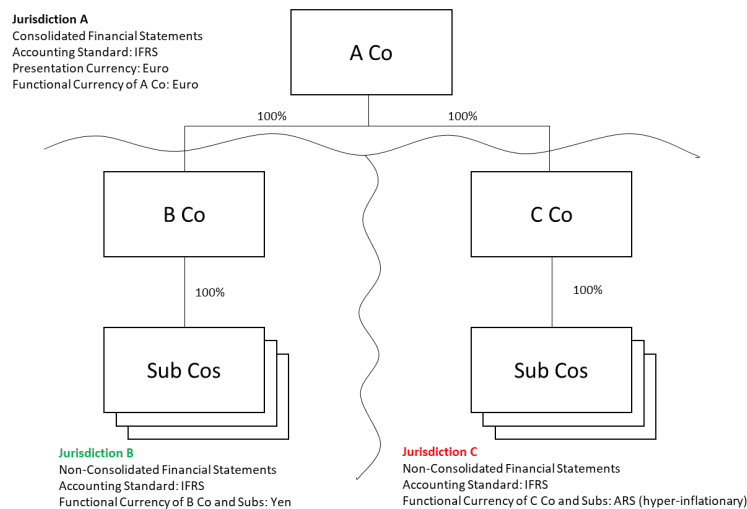 Jurisdiction A
Consolidated Financial Statements
Accounting Standard: IFRS
Presentation Currency: Euro
Functional Currency of A Co: Euro
A Co
100%
100%
B Co
C Co
100%
100%
Sub Cos
Sub Cos
Jurisdiction B
Non-Consolidated Financial Statements
Accounting Standard: IFRS
Functional Currency of B Co and Subs: Yen
Jurisdiction C
Non-Consolidated Financial Statements
Accounting Standard: IFRS
Functional Currency of C Co and Subs: ARS (hyper-inflationary)